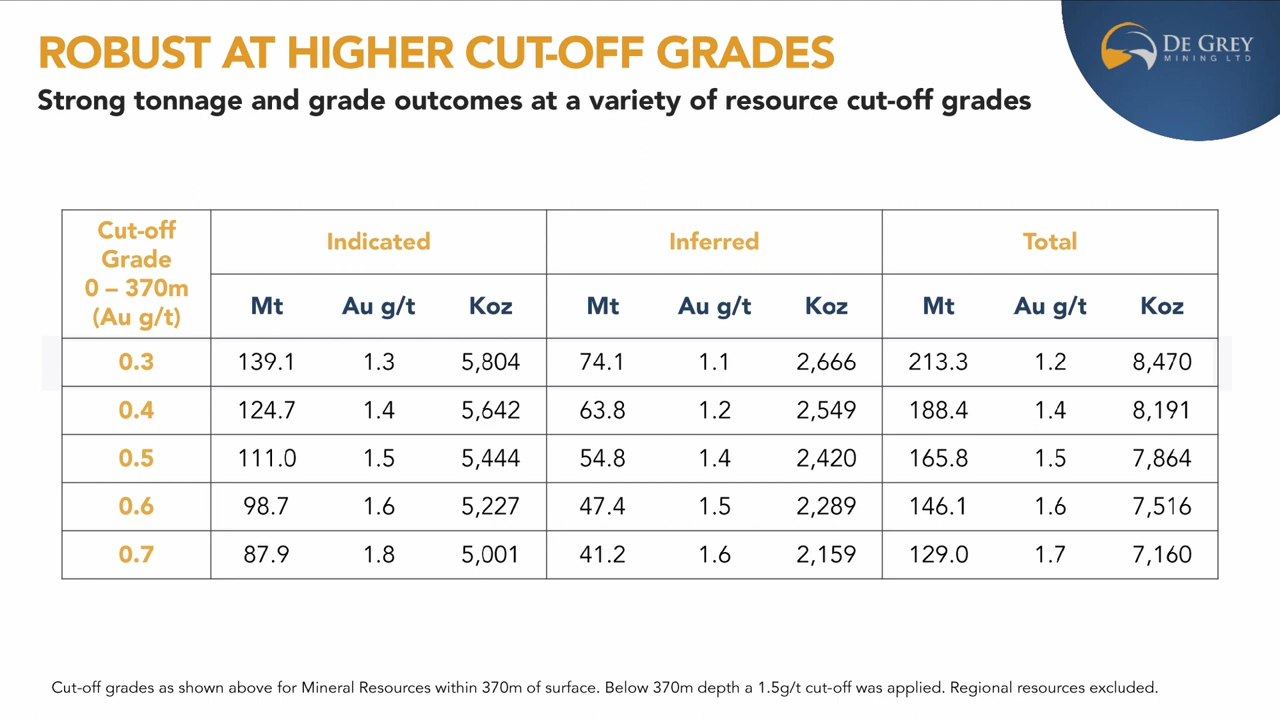 ROBUST AT HIGHER CUT-OFF GRADES
Strong tonnage and grade outcomes at a variety of resource cut-off grades
DE GREY
MINING LTD
Cut-off
Grade
0 – 370m
(Au g/t)
Indicated Inferred Total
Mt Au g/t Koz Mt Au g/t Koz Mt Au g/t Koz
0.3 139.1 1.3 5,804 74.1 1.1 2,666 213.3 1.2 8,470
0.4 124.7 1.4 5,642 63.8 1.2 2,549 188.4 1.4 8,191
0.5 111.0 1.5 5,444 54.8 1.4 2,420 165.8 1.5 7,864
0.6 98.7 1.6 5,227 47.4 1.5 2,289 146.1 1.6 7,516
0.7 87.9 1.8 5,001 41.2 1.6 2,159 129.0 1.7 7,160
Cut-off grades as shown above for Mineral Resources within 370m of surface. Below 370m depth a 1.5g/t cut-off was applied. Regional resources excluded.